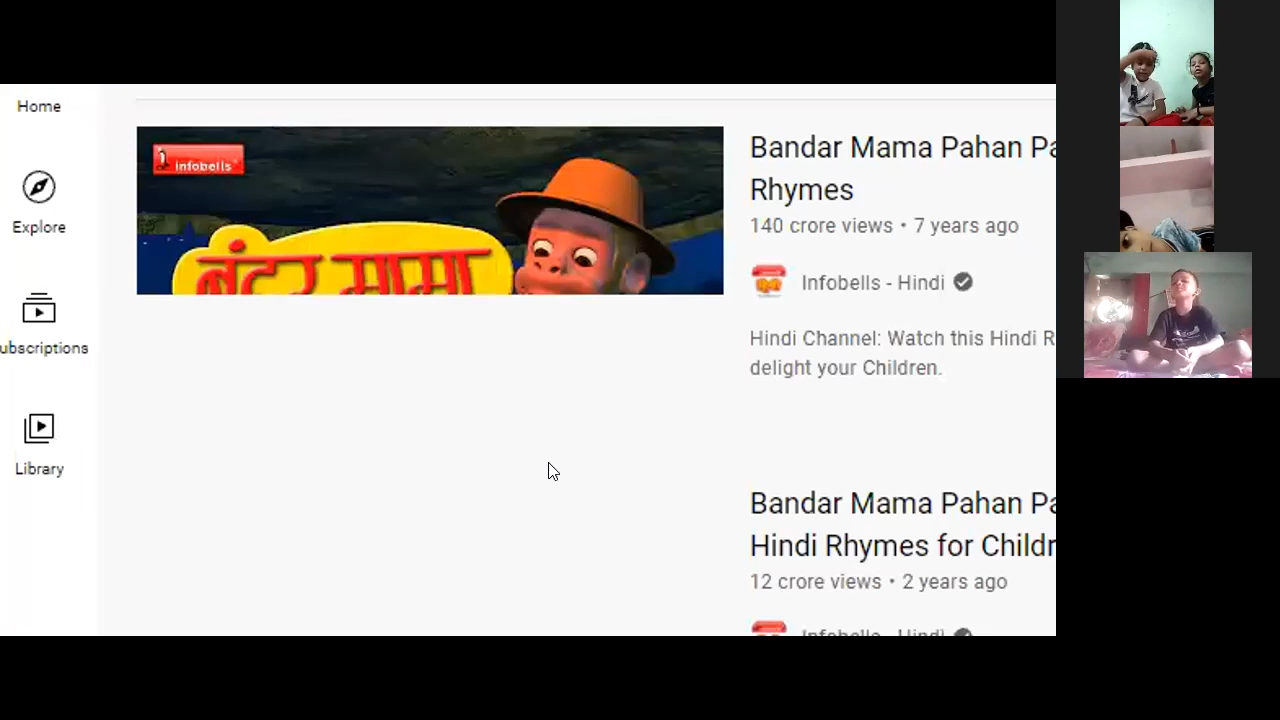 Home
Explore
ubscriptions
Library
infobells
बंदर मामा
Bandar Mama Pahan Pa
Rhymes
140 crore views • 7 years ago
Infobells - Hindi
Hindi Channel: Watch this Hindi R
delight your Children.
Bandar Mama Pahan Pa
Hindi Rhymes for Childr
12 crore views • 2 years ago
Infobells - Hindi